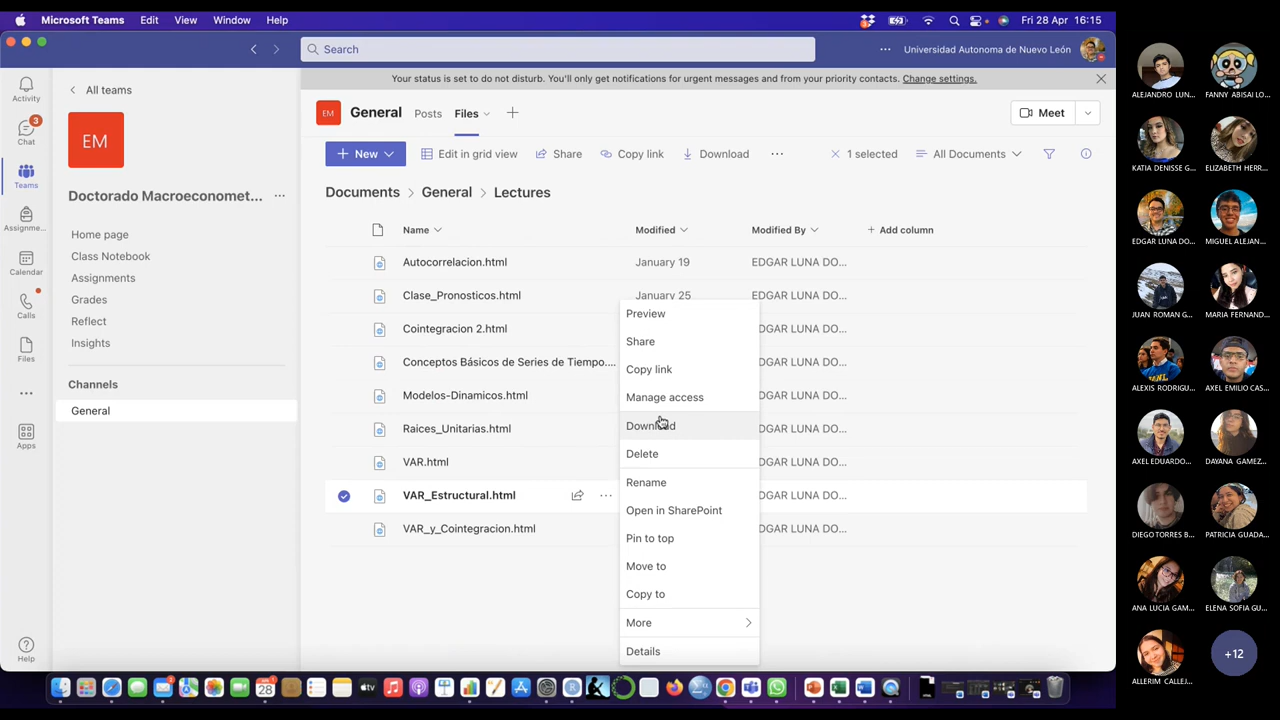 Microsoft Teams Edit View Window Help
Fri 28 Apr 16:15
Search
Universidad Autonoma de Nuevo León
Your status is set to do not disturb. You'll only get notifications for urgent messages and from your priority contacts. Change settings.
Activity
Chat
3
Teams
Assignme...
Calendar
Calls
Files
Apps
Help
All teams
EM
Doctorado Macroeconomet...
Home page
Class Notebook
Assignments
Grades
Reflect
Insights
Channels
General
EM
General Posts Files
Meet
New
Edit in grid view
Share
Copy link
Download
1 selected
All Documents
Documents > General > Lectures
Name Modified Modified By Add column
Autocorrelacion.html January 19 EDGAR LUNA DO...
Clase_Pronosticos.html January 25 EDGAR LUNA DO...
Cointegracion 2.html EDGAR LUNA DO...
Conceptos Básicos de Series de Tiempo.... EDGAR LUNA DO...
Modelos-Dinamicos.html EDGAR LUNA DO...
Raices_Unitarias.html EDGAR LUNA DO...
VAR.html EDGAR LUNA DO...
VAR_Estructural.html EDGAR LUNA DO...
VAR_y_Cointegracion.html EDGAR LUNA DO...
Preview
Share
Copy link
Manage access
Download
Delete
Rename
Open in SharePoint
Pin to top
Move to
Copy to
More
Details
ALEJANDRO LUN...
FANNY ABISAI LO...
KATIA DENISSE G...
ELIZABETH HERR...
EDGAR LUNA DO...
MIGUEL ALEJAN...
JUAN ROMAN G...
MARIA FERNAND...
ALEXIS RODRIGU...
AXEL EMILIO CAS...
AXEL EDUARDO...
DAYANA GAMEZ...
DIEGO TORRES B...
PATRICIA GUADA...
ANA LUCIA GAM...
ELENA SOFIA GU...
ALLERIM CALLEJ...
+12